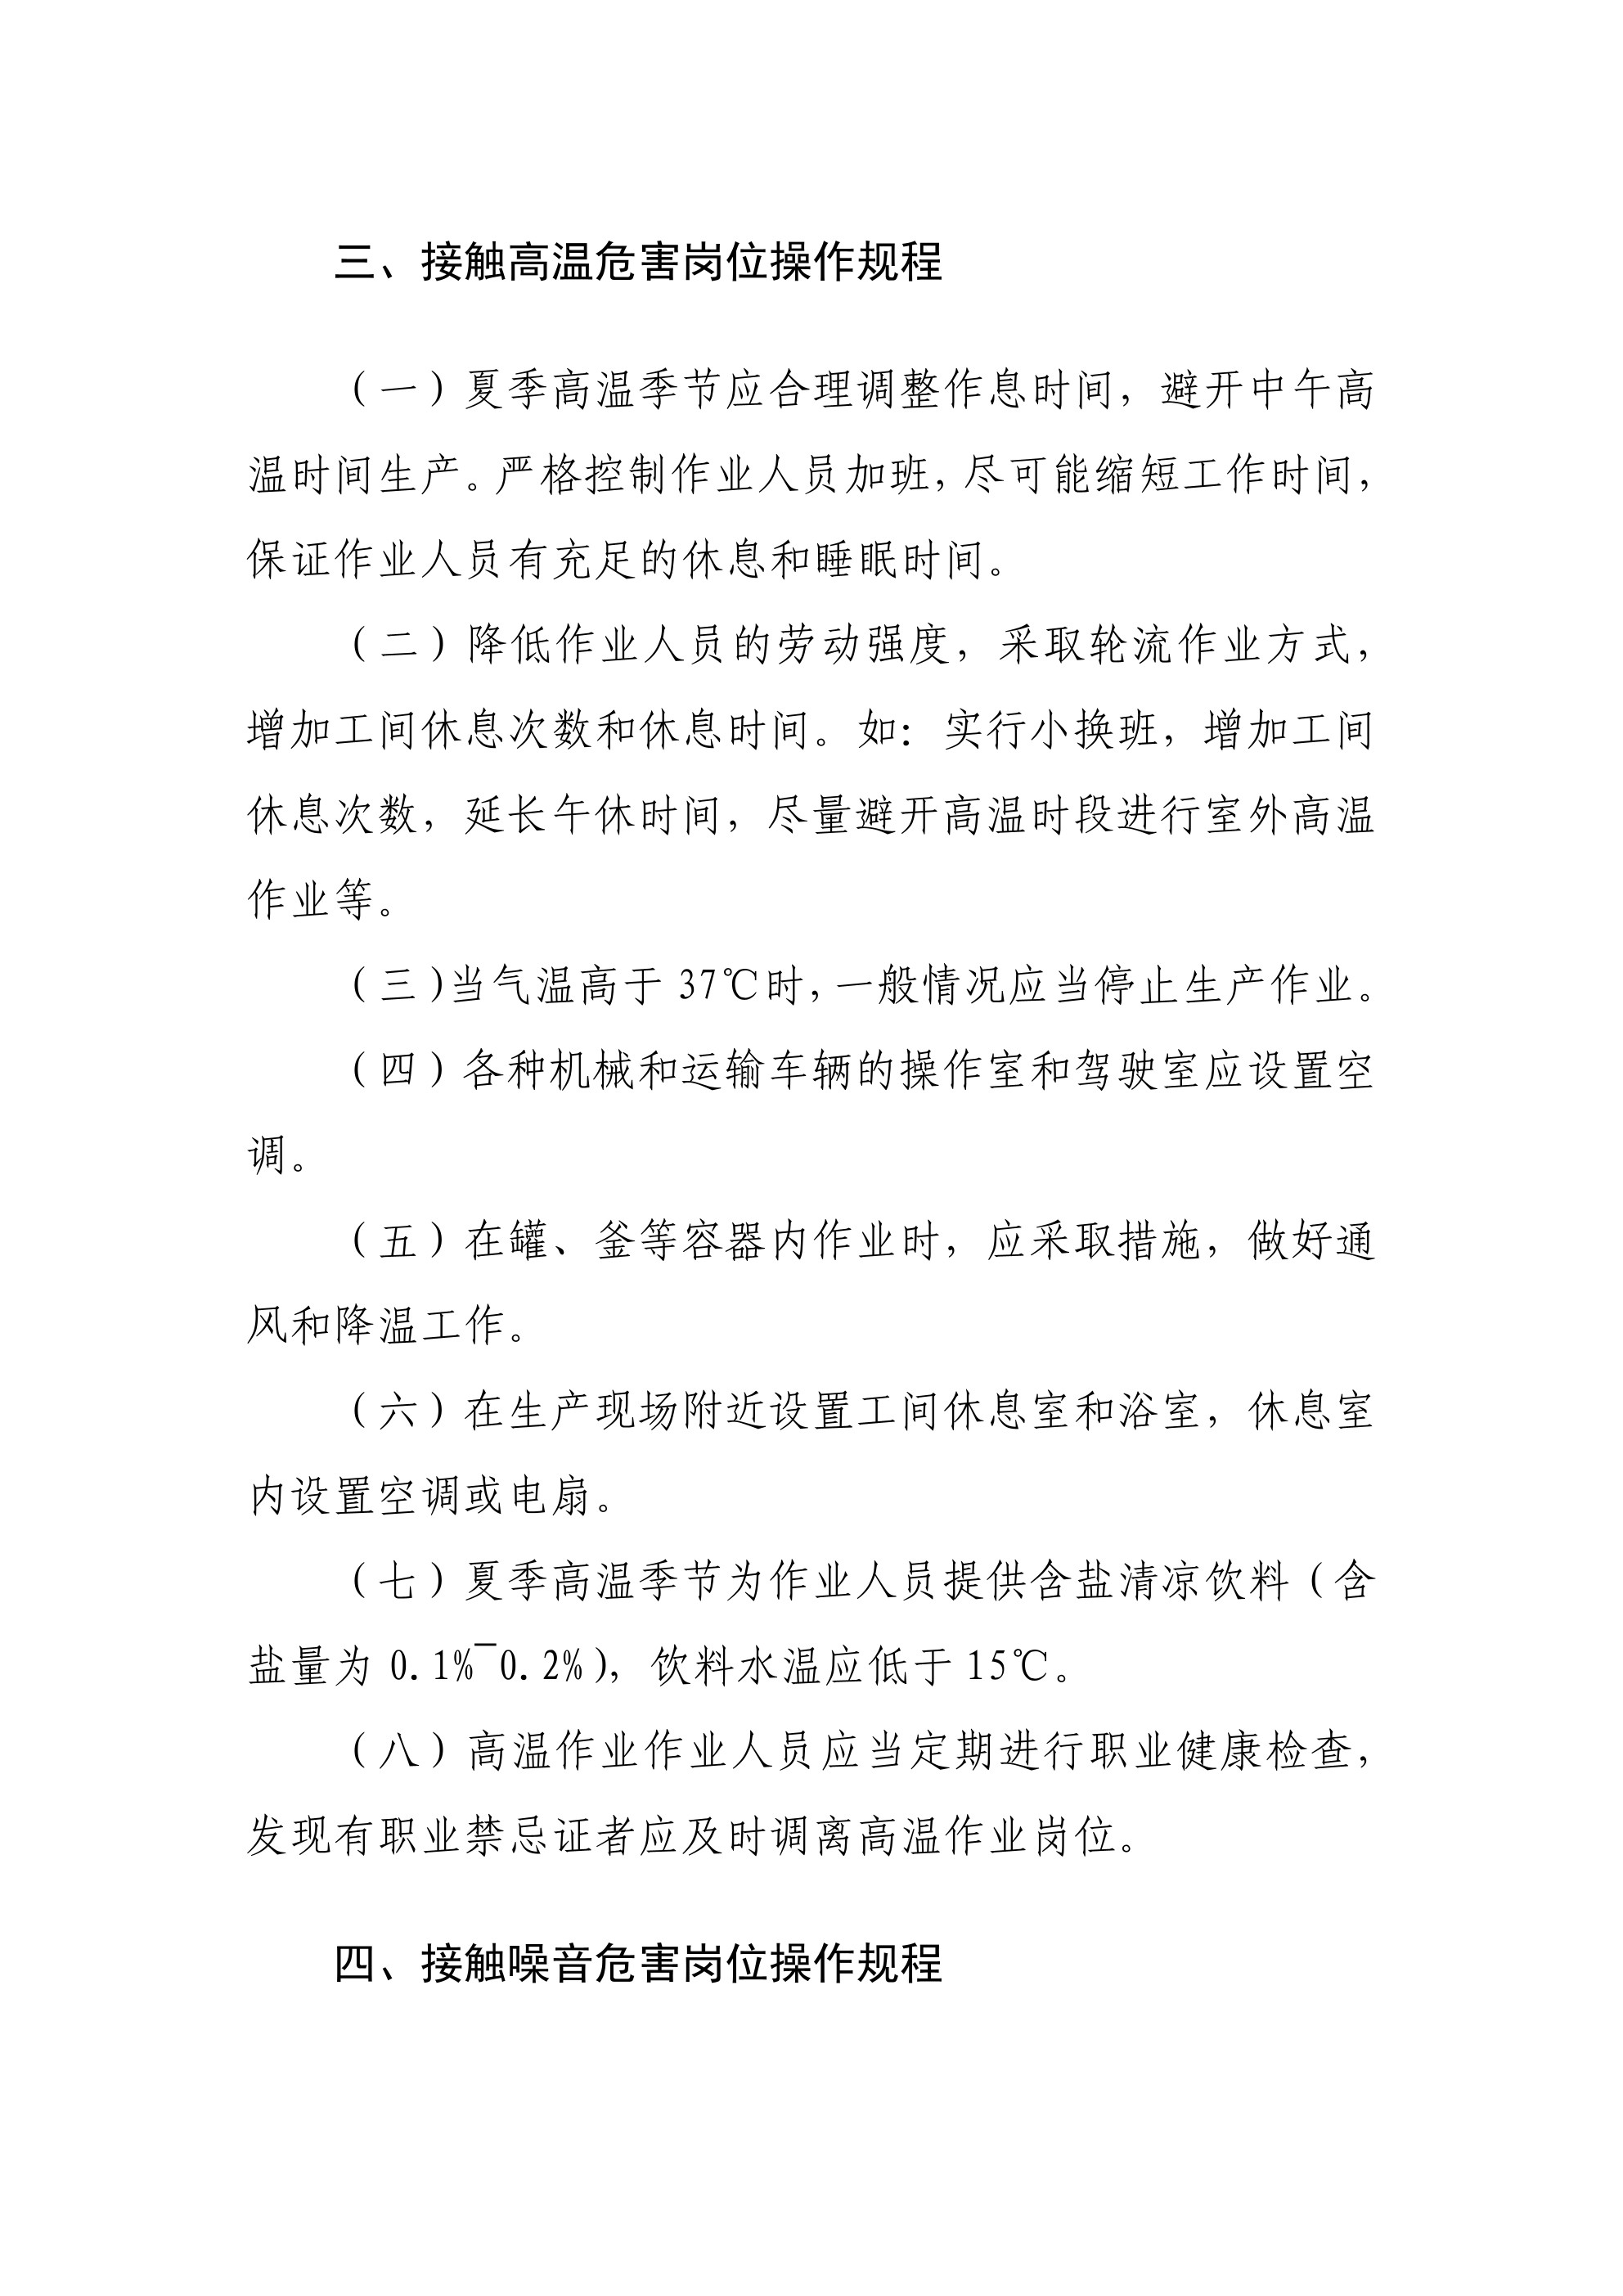 三、接触高温危害岗位操作规程
（一）夏季高温季节应合理调整作息时间，避开中午高
温时间生产。严格控制作业人员加班，尽可能缩短工作时间，
保证作业人员有充足的休息和睡眠时间。
（二）降低作业人员的劳动强度，采取轮流作业方式，
增加工间休息次数和休息时间。如：实行小换班，增加工间
休息次数，延长午休时间，尽量避开高温时段进行室外高温
作业等。
（三）当气温高于 37℃时，一般情况应当停止生产作业。
（四）各种机械和运输车辆的操作室和驾驶室应设置空
调。
（五）在罐、釜等容器内作业时，应采取措施，做好通
风和降温工作。
（六）在生产现场附近设置工间休息室和浴室，休息室
内设置空调或电扇。
（七）夏季高温季节为作业人员提供含盐清凉饮料（含
盐量为 0.1%¯0.2%），饮料水温应低于 15℃。
（八）高温作业作业人员应当定期进行职业健康检查，
发现有职业禁忌证者应及时调离高温作业岗位。
四、接触噪音危害岗位操作规程